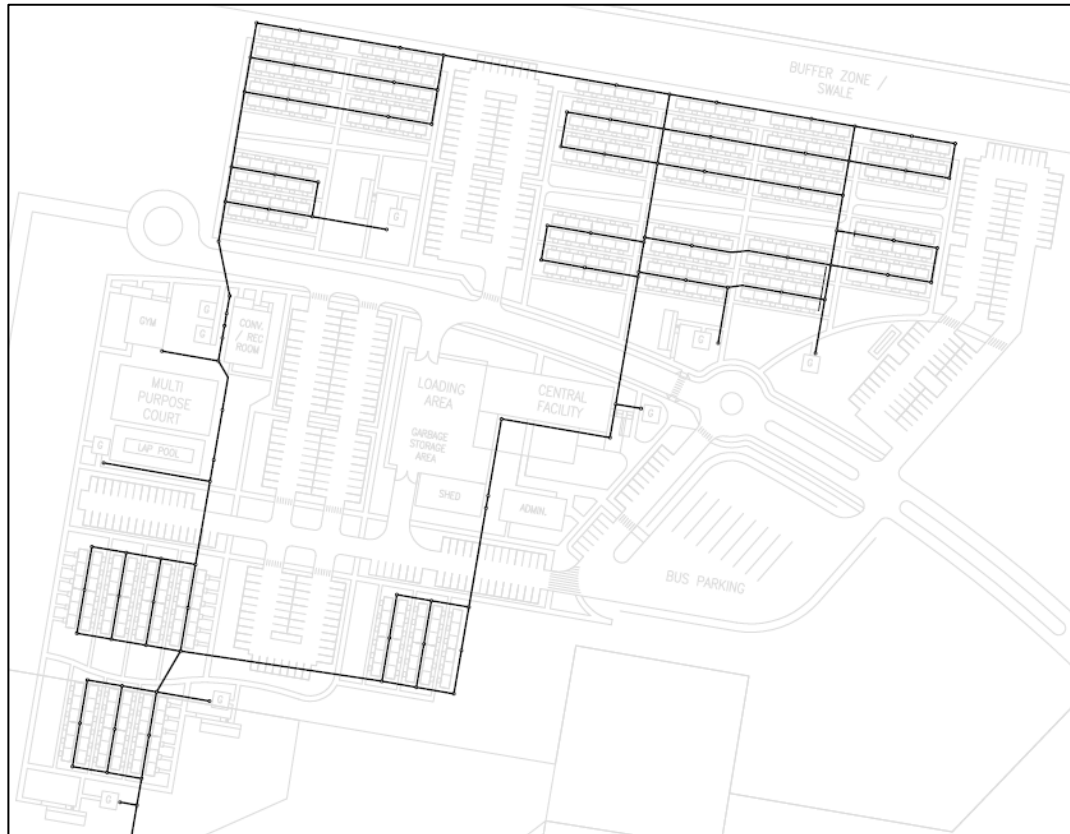 BUFFER ZONE /
SWALE
G
G
GYM
G
CONV.
/ REC
ROOM
G
G
MULTI
PURPOSE
COURT
LOADING
AREA
CENTRAL
FACILITY
G
GARBAGE
STORAGE
AREA
G
LAP POOL
SHED
ADMIN.
BUS PARKING
G
G